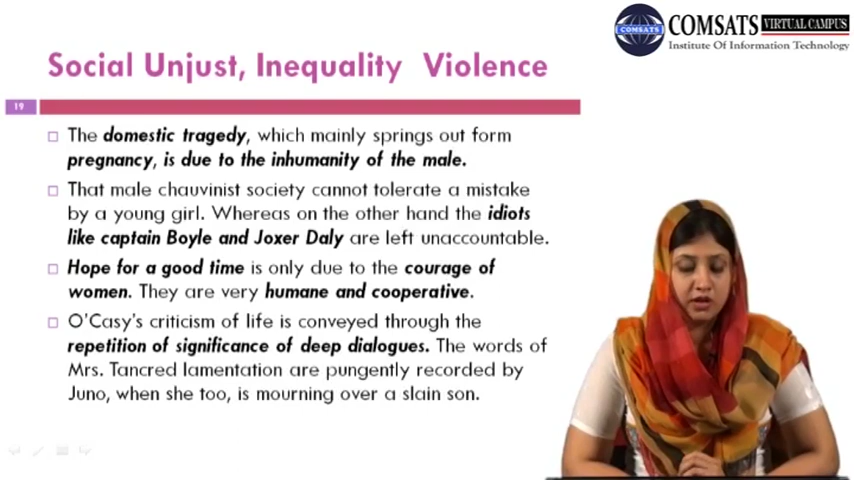 COMSATS VIRTUAL CAMPUS
COMSATS
Institute Of Information Technology
Social Unjust, Inequality Violence
19
The domestic tragedy, which mainly springs out form
pregnancy, is due to the inhumanity of the male.
That male chauvinist society cannot tolerate a mistake
by a young girl. Whereas on the other hand the idiots
like captain Boyle and Joxer Daly are left unaccountable.
Hope for a good time is only due to the courage of
women. They are very humane and cooperative.
O'Casy's criticism of life is conveyed through the
repetition of significance of deep dialogues. The words of
Mrs. Tancred lamentation are pungently recorded by
Juno, when she too, is mourning over a slain son.